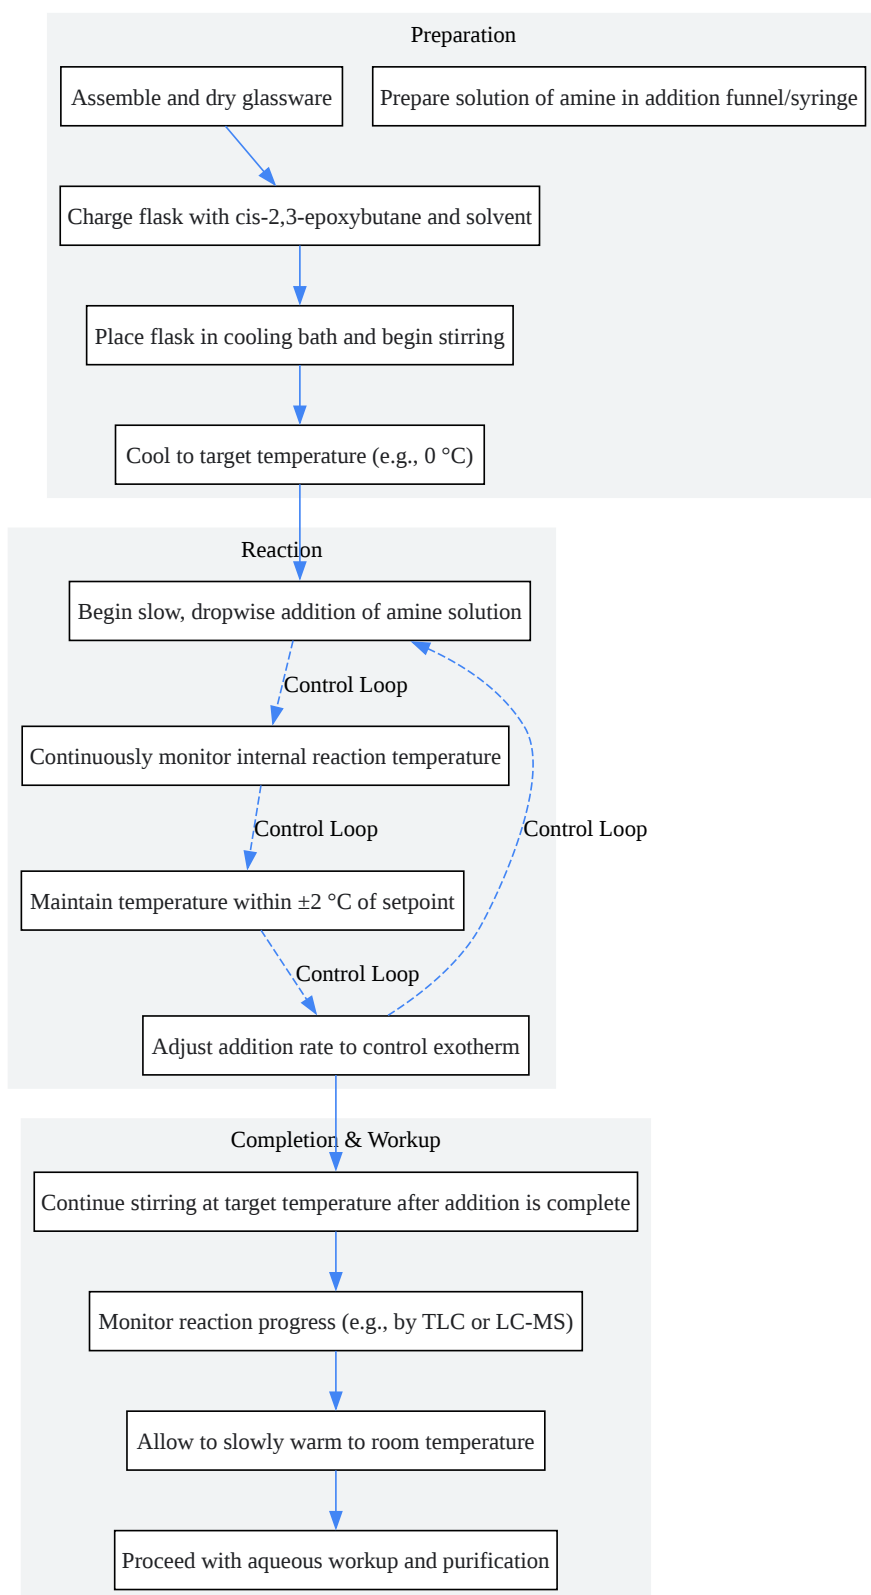 Preparation
Assemble and dry glassware
Prepare solution of amine in addition funnel/syringe
Charge flask with cis-2,3-epoxybutane and solvent
Place flask in cooling bath and begin stirring
Cool to target temperature (e.g., 0 °C)
Reaction
Begin slow, dropwise addition of amine solution
Control Loop
Continuously monitor internal reaction temperature
Control Loop
Control Loop
Maintain temperature within ±2 °C of setpoint
Control Loop
Adjust addition rate to control exotherm
Completion & Workup
Continue stirring at target temperature after addition is complete
Monitor reaction progress (e.g., by TLC or LC-MS)
Allow to slowly warm to room temperature
Proceed with aqueous workup and purification